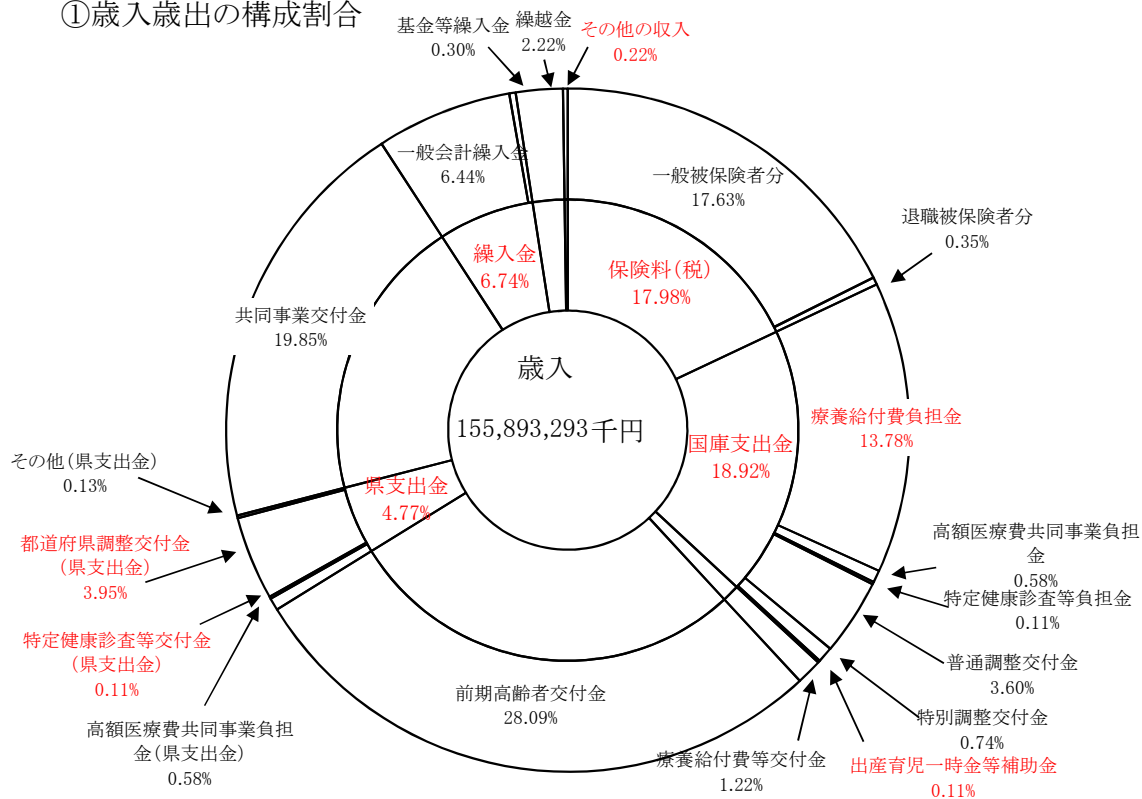 ①歳入歳出の構成割合
基金等繰入金
0.30%
繰越金
2.22%
その他の収入
0.22%
一般会計繰入金
6.44%
一般被保険者分
17.63%
退職被保険者分
0.35%
繰入金
6.74%
保険料(税)
17.98%
共同事業交付金
19.85%
歳入
155,893,293千円
療養給付費負担金
13.78%
国庫支出金
18.92%
その他(県支出金)
0.13%
県支出金
4.77%
都道府県調整交付金
(県支出金)
3.95%
高額医療費共同事業負担
金
0.58%
特定健康診査等負担金
0.11%
特定健康診査等交付金
(県支出金)
0.11%
普通調整交付金
3.60%
前期高齢者交付金
28.09%
特別調整交付金
0.74%
高額医療費共同事業負担
金(県支出金)
0.58%
療養給付費等交付金
1.22%
出産育児一時金等補助金
0.11%